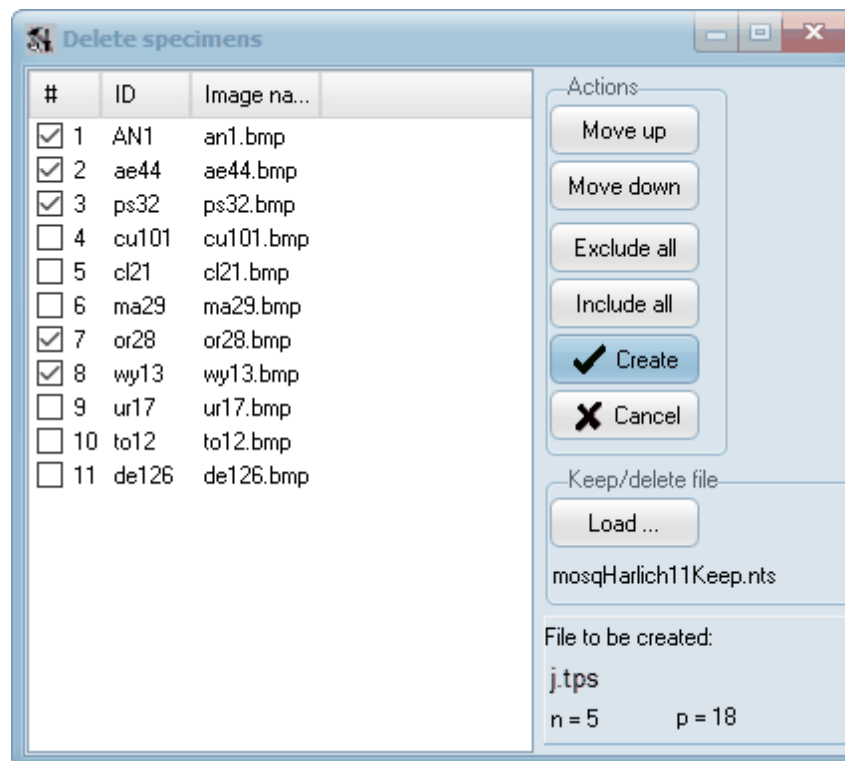 Delete specimens
# ID Image na...
1 AN1 an1.bmp
2 ae44 ae44.bmp
3 ps32 ps32.bmp
4 cu101 cu101.bmp
5 cl21 cl21.bmp
6 ma29 ma29.bmp
7 or28 or28.bmp
8 wy13 wy13.bmp
9 ur17 ur17.bmp
10 to12 to12.bmp
11 de126 de126.bmp
Actions
Move up
Move down
Exclude all
Include all
Create
Cancel
Keep/delete file
Load ...
mosqHarlich11Keep.nts
File to be created:
j.tps
n = 5 p = 18